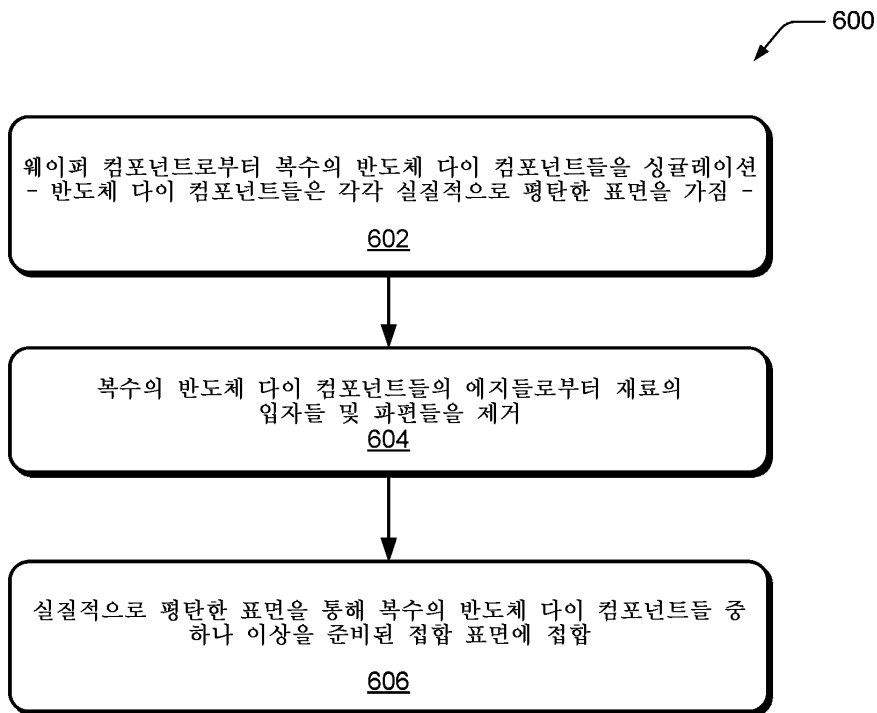 600
웨이퍼 컴포넌트로부터 복수의 반도체 다이 컴포넌트들을 싱귤레이션
- 반도체 다이 컴포넌트들은 각각 실질적으로 평탄한 표면을 가짐 -
602
복수의 반도체 다이 컴포넌트들의 에지들로부터 재료의
입자들 및 파편들을 제거
604
실질적으로 평탄한 표면을 통해 복수의 반도체 다이 컴포넌트들 중
하나 이상을 준비된 접합 표면에 접합
606